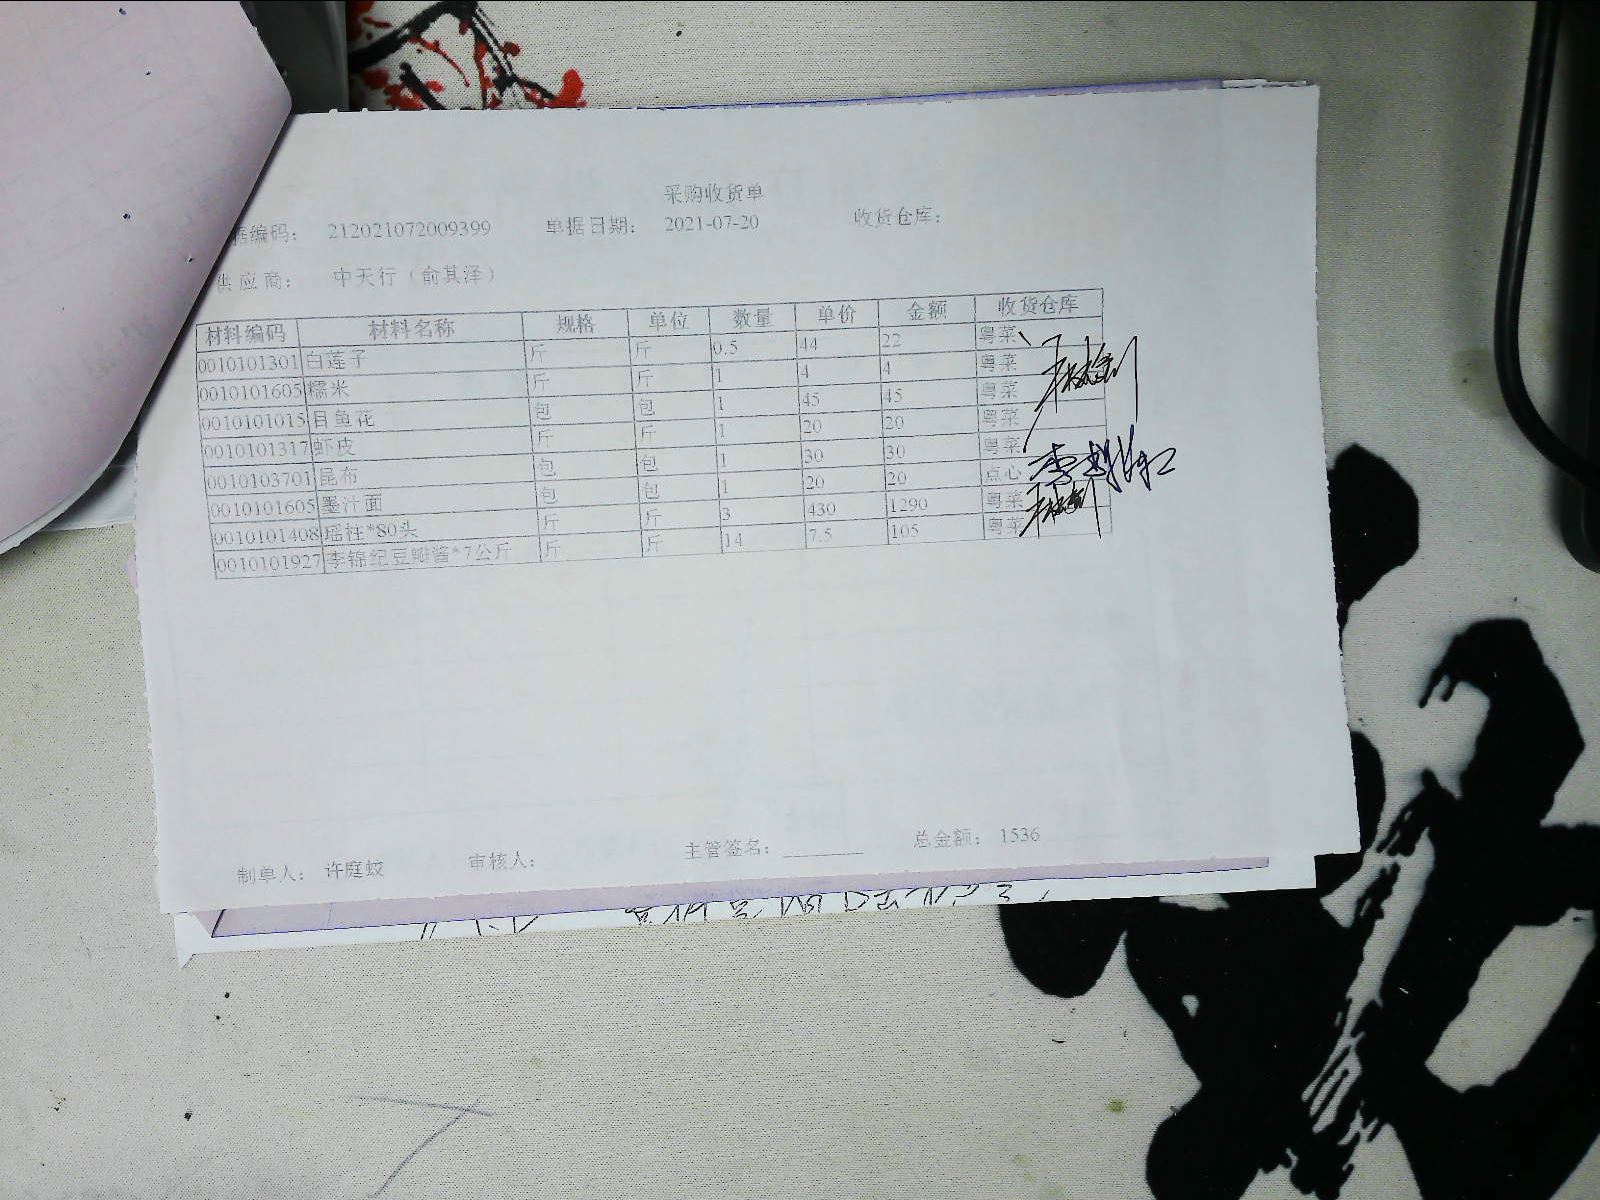 采购收货单
据编码: 212021072009399 单据日期: 2021-07-20 收货仓库:
供应商: 中天行(俞其泽)
材料编码 材料名称 规格 单位 数量 单价 金额 收货仓库
0010101301 白莲子 斤 斤 0.5 44 22 粤菜
0010101605 糯米 斤 斤 1 4 4 粤菜
0010101015 目鱼花 包 包 1 45 45 粤菜
0010101317 虾皮 斤 斤 1 20 20 粤菜
0010103701 昆布 包 包 1 30 30 粤菜
0010101605 墨汁面 包 包 1 20 20 点心
0010101408 瑶柱*80头 斤 斤 3 430 1290 粤菜
0010101927 李锦纪豆瓣酱*7公斤 斤 斤 14 7.5 105 粤菜
制单人: 许庭蛟 审核人: 主管签名: 总金额: 1536